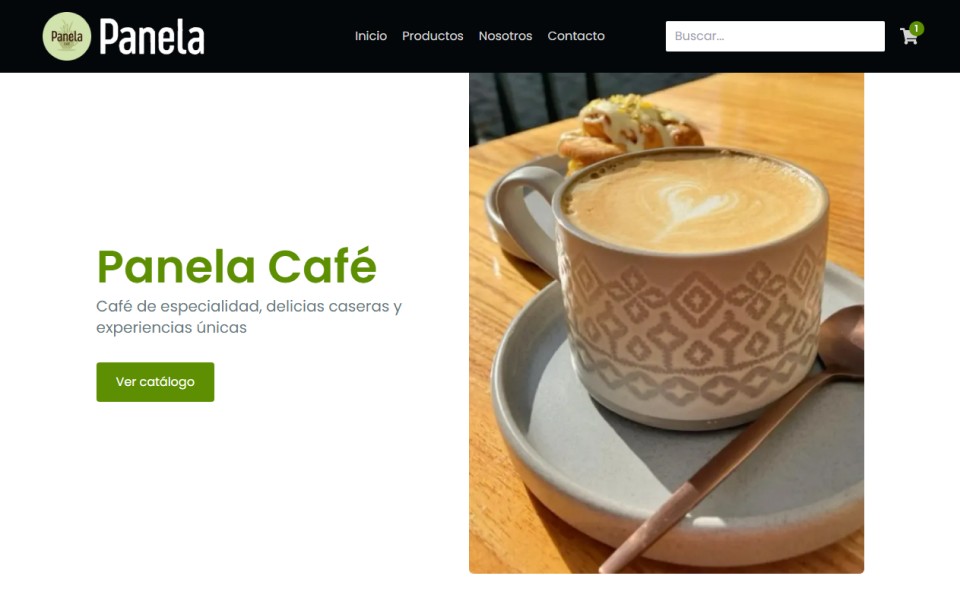 Panela
Panela
Inicio Productos Nosotros Contacto
Buscar...
1
Panela Café
Café de especialidad, delicias caseras y
experiencias únicas
Ver catálogo